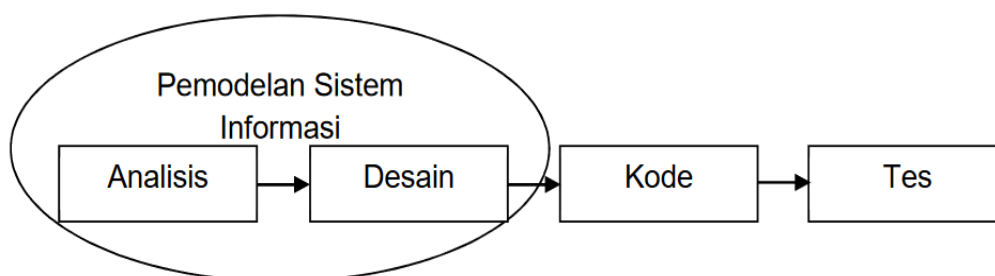 Pemodelan Sistem
Informasi
Analisis
Desain
Kode
Tes